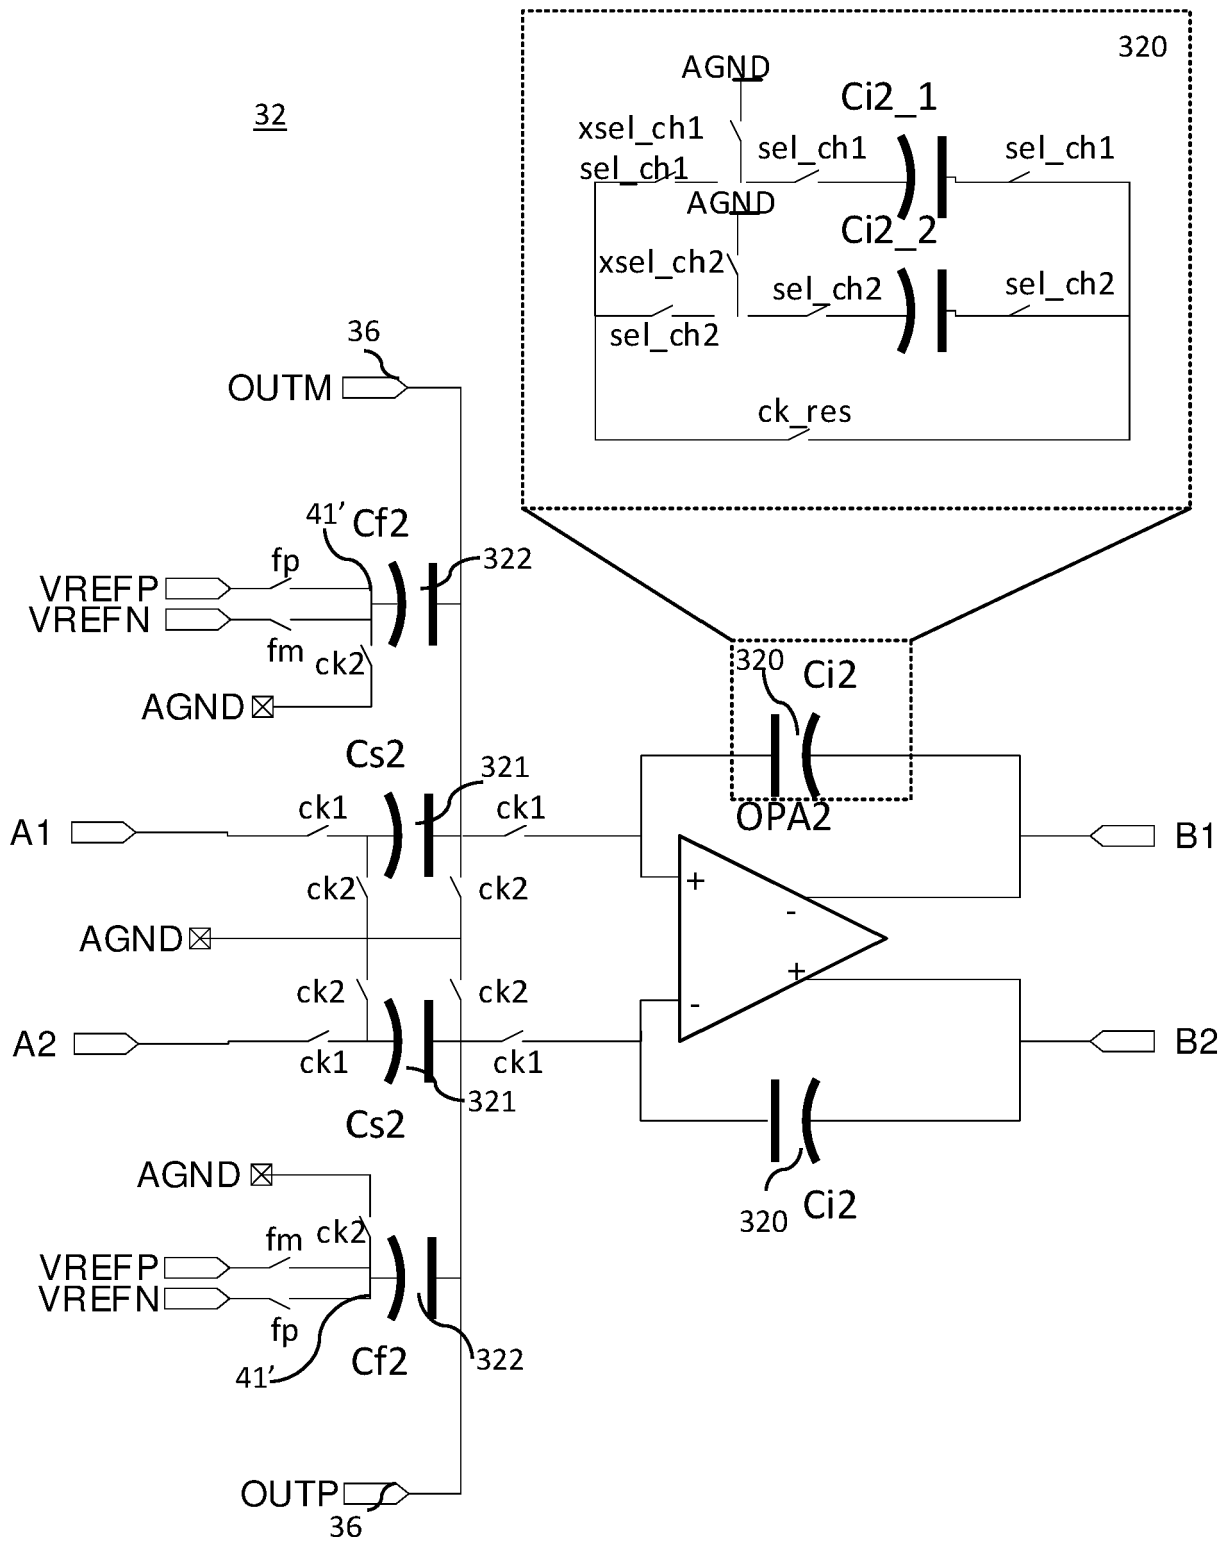 320
AGND
32
Ci2_1
xsel_ch1
sel_ch1
sel_ch1
sel_ch1
AGND
Ci2_2
xsel_ch2
sel_ch2
sel_ch2
sel_ch2
36
OUTM
ck_res
41'
Cf2
322
fp
VREFP
VREFN
fm
ck2
AGND
320
Ci2
Cs2
321
ck1
ck1
OPA2
A1
B1
+
ck2
ck2
-
AGND
+
ck2
ck2
-
A2
B2
ck1
ck1
321
Cs2
AGND
320
Ci2
ck2
fm
VREFP
VREFN
fp
322
Cf2
41'
OUTP
36